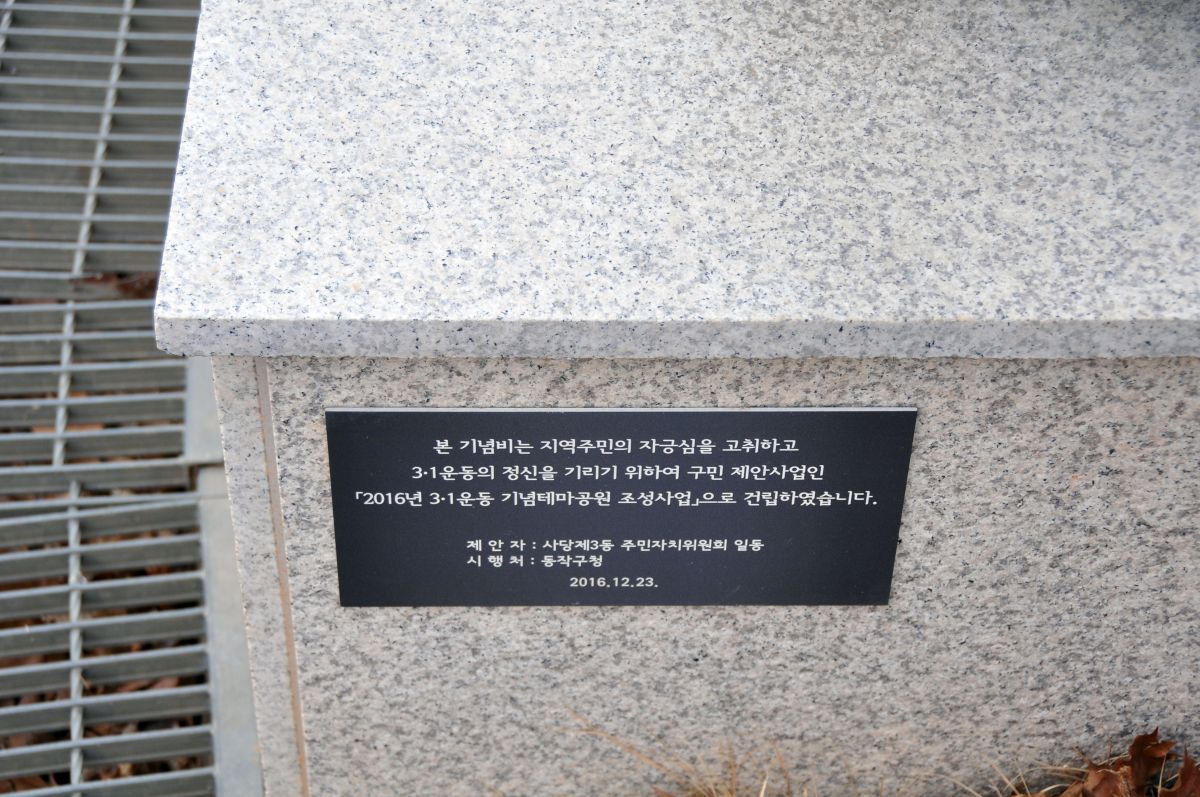 본 기념비는 지역주민의 자긍심을 고취하고
3·1운동의 정신을 기리기 위하여 구민 제안사업인
「2016년 3·1운동 기념테마공원 조성사업」으로 건립하였습니다.
제 안 자 : 사당제3동 주민자치위원회 일동
시 행 처 : 동작구청
2016.12.23.